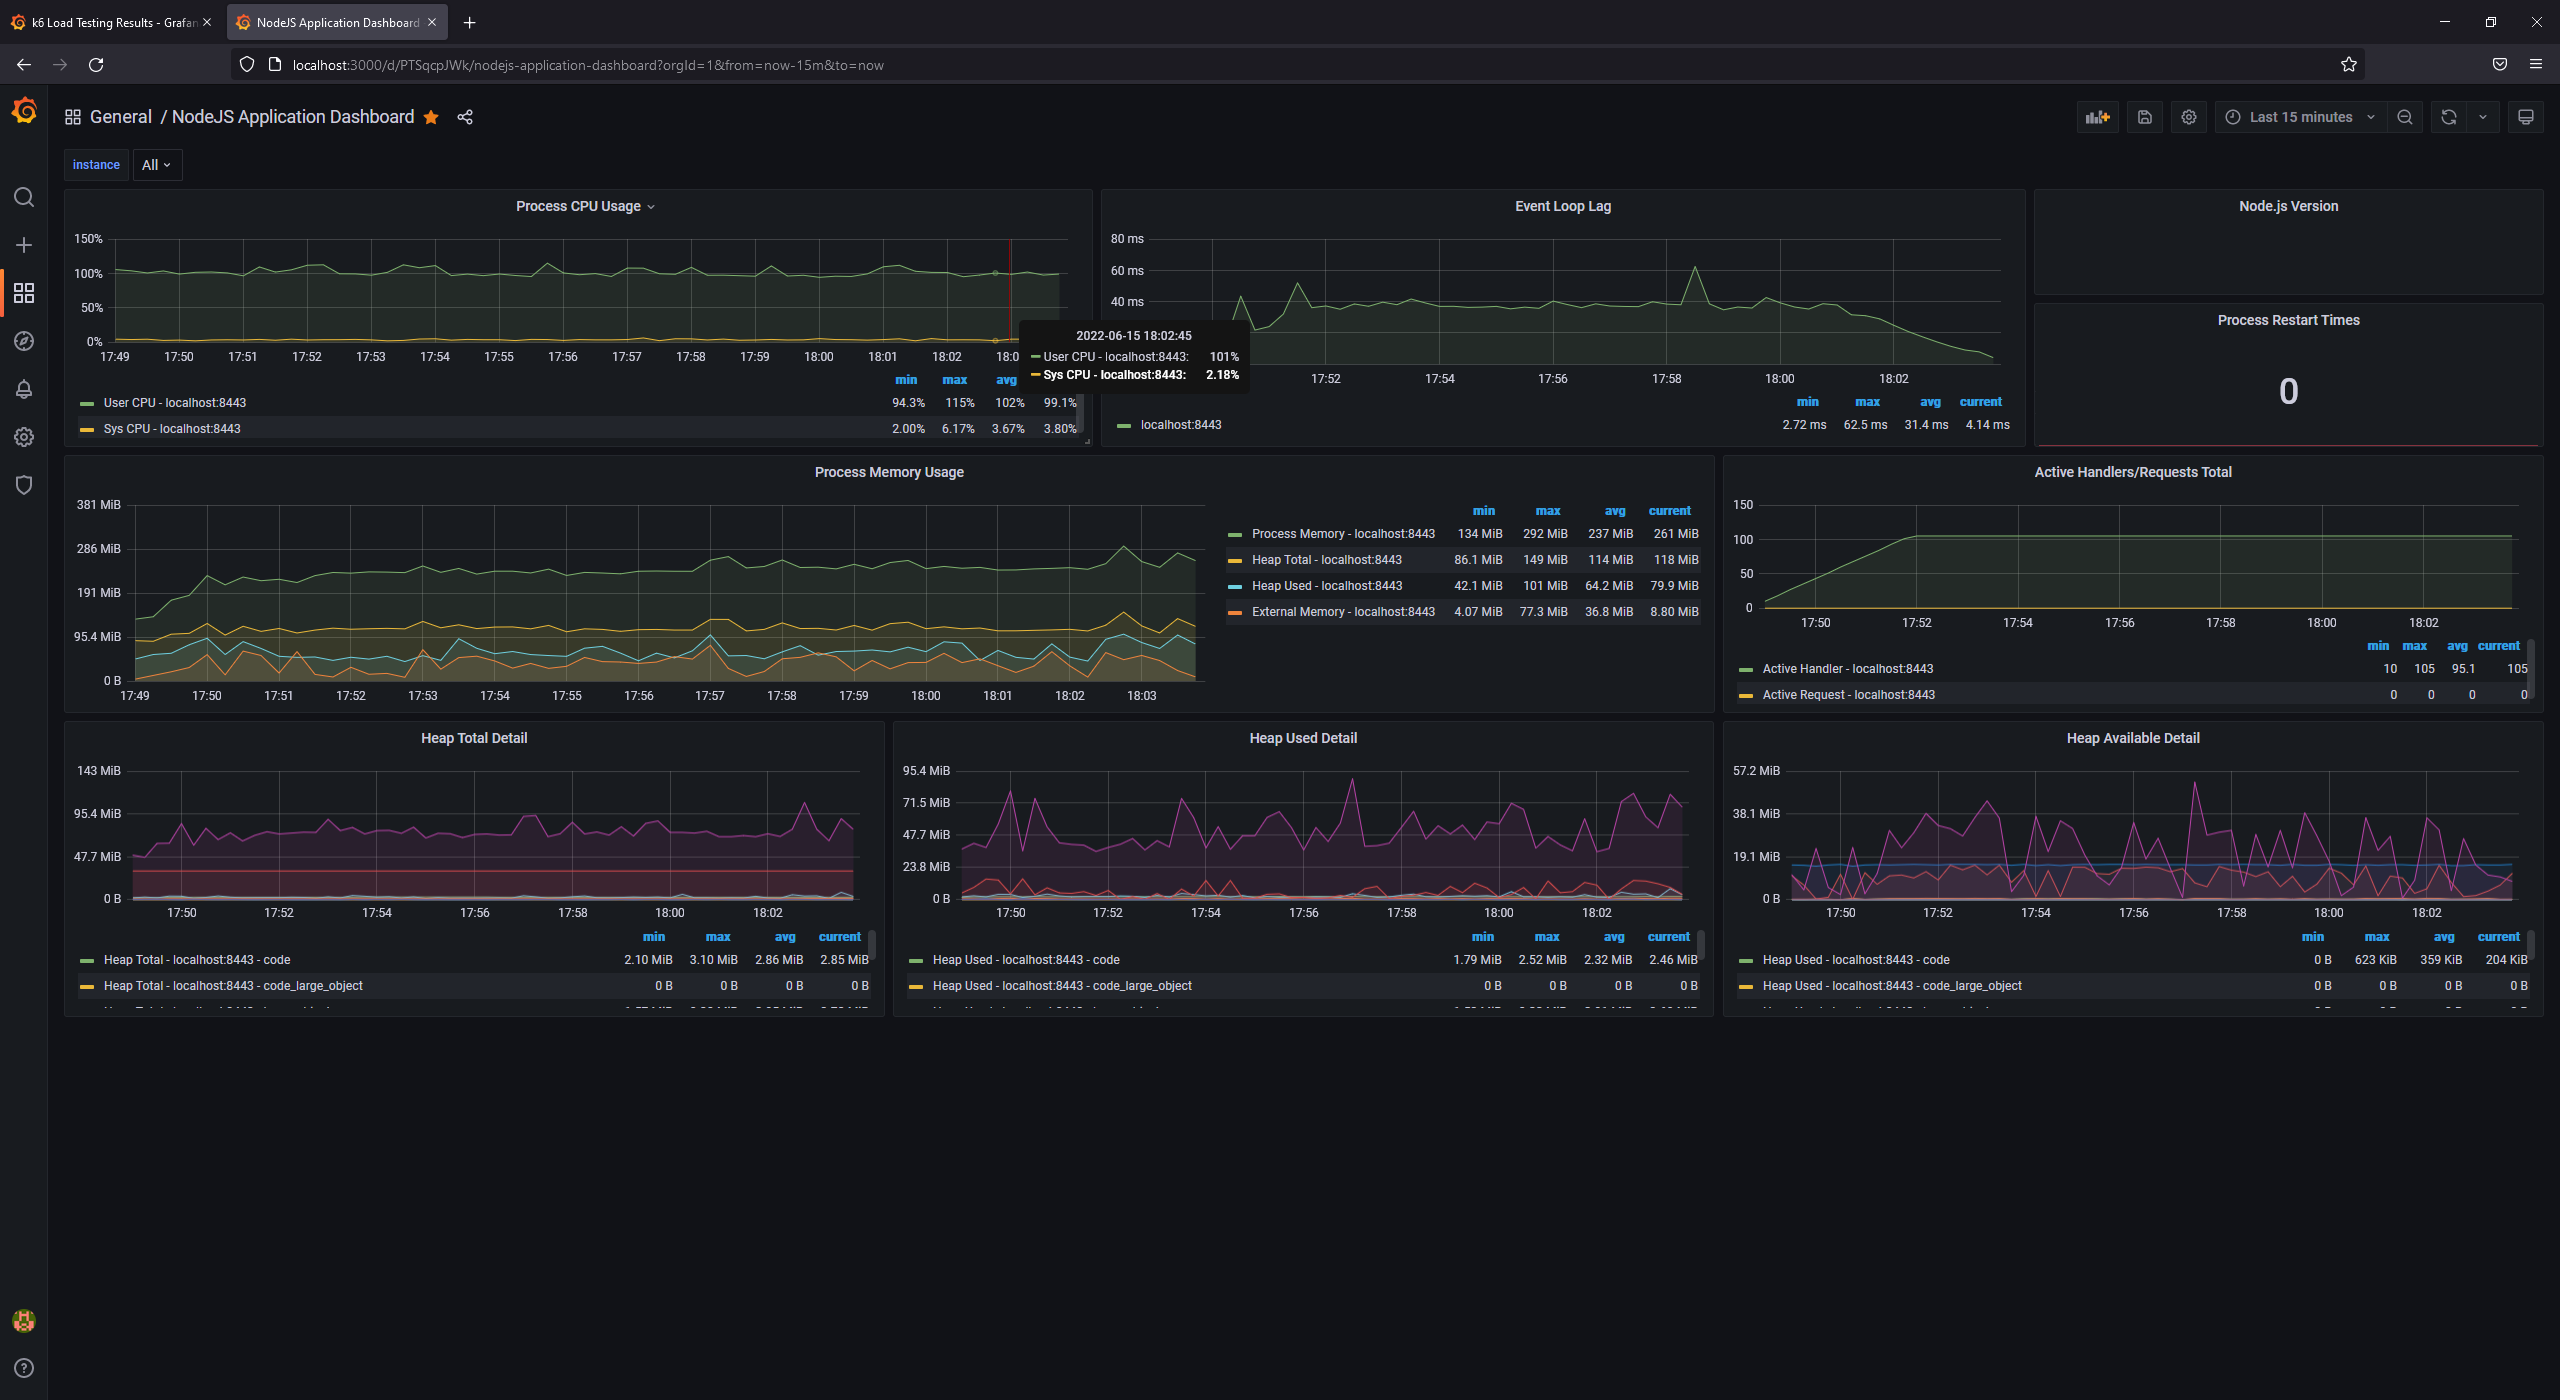 k6 Load Testing Results - Grafan
NodeJS Application Dashboard
localhost:3000/d/PTSqcpJWk/nodejs-application-dashboard?orgId=1&from=now-15m&to=now
General / NodeJS Application Dashboard
Last 15 minutes
instance All
Process CPU Usage
150%
100%
50%
0%
17:49 17:50 17:51 17:52 17:53 17:54 17:55 17:56 17:57 17:58 17:59 18:00 18:01 18:02 18:0
min max avg
User CPU - localhost:8443 94.3% 115% 102% 99.1%
Sys CPU - localhost:8443 2.00% 6.17% 3.67% 3.80%
2022-06-15 18:02:45
User CPU - localhost:8443: 101%
Sys CPU - localhost:8443: 2.18%
Event Loop Lag
80 ms
60 ms
40 ms
17:52 17:54 17:56 17:58 18:00 18:02
min max avg current
localhost:8443 2.72 ms 62.5 ms 31.4 ms 4.14 ms
Node.js Version
Process Restart Times
0
Process Memory Usage
381 MiB
286 MiB
191 MiB
95.4 MiB
0 B
17:49 17:50 17:51 17:52 17:53 17:54 17:55 17:56 17:57 17:58 17:59 18:00 18:01 18:02 18:03
min max avg current
Process Memory - localhost:8443 134 MiB 292 MiB 237 MiB 261 MiB
Heap Total - localhost:8443 86.1 MiB 149 MiB 114 MiB 118 MiB
Heap Used - localhost:8443 42.1 MiB 101 MiB 64.2 MiB 79.9 MiB
External Memory - localhost:8443 4.07 MiB 77.3 MiB 36.8 MiB 8.80 MiB
Active Handlers/Requests Total
150
100
50
0
17:50 17:52 17:54 17:56 17:58 18:00 18:02
min max avg current
Active Handler - localhost:8443 10 105 95.1 105
Active Request - localhost:8443 0 0 0 0
Heap Total Detail
143 MiB
95.4 MiB
47.7 MiB
0 B
17:50 17:52 17:54 17:56 17:58 18:00 18:02
min max avg current
Heap Total - localhost:8443 - code 2.10 MiB 3.10 MiB 2.86 MiB 2.85 MiB
Heap Total - localhost:8443 - code_large_object 0 B 0 B 0 B 0 B
Heap Used Detail
95.4 MiB
71.5 MiB
47.7 MiB
23.8 MiB
0 B
17:50 17:52 17:54 17:56 17:58 18:00 18:02
min max avg current
Heap Used - localhost:8443 - code 1.79 MiB 2.52 MiB 2.32 MiB 2.46 MiB
Heap Used - localhost:8443 - code_large_object 0 B 0 B 0 B 0 B
Heap Available Detail
57.2 MiB
38.1 MiB
19.1 MiB
0 B
17:50 17:52 17:54 17:56 17:58 18:00 18:02
min max avg current
Heap Used - localhost:8443 - code 0 B 623 KiB 359 KiB 204 KiB
Heap Used - localhost:8443 - code_large_object 0 B 0 B 0 B 0 B